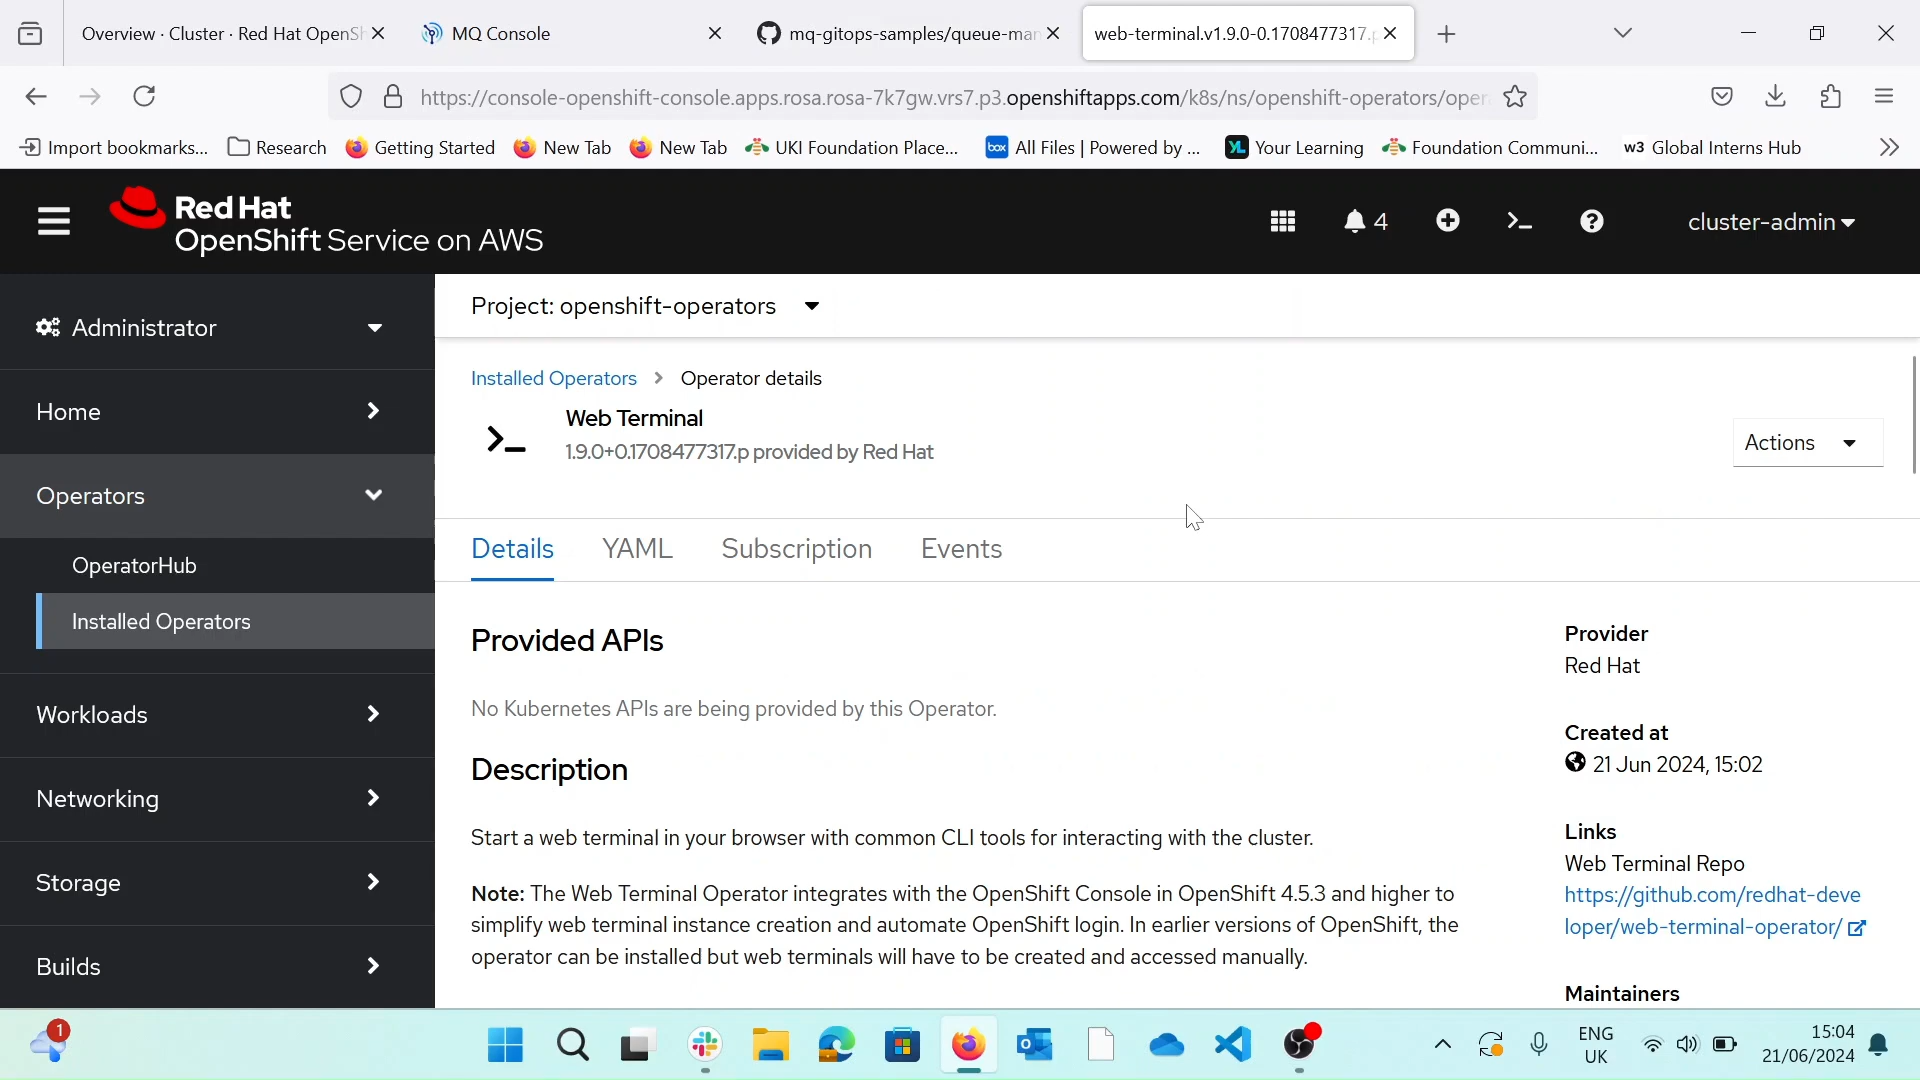 Overview · Cluster · Red Hat OpenSh
MQ Console
mq-gitops-samples/queue-man
web-terminal.v1.9.0-0.1708477317.p
https://console-openshift-console.apps.rosa.rosa-7k7gw.vrs7.p3.openshiftapps.com/k8s/ns/openshift-operators/oper
Import bookmarks...
Research
Getting Started
New Tab
New Tab
UKI Foundation Place...
box All Files | Powered by ...
YL Your Learning
Foundation Communi...
w3 Global Interns Hub
Red Hat
OpenShift Service on AWS
4
cluster-admin
Administrator
Home
Operators
OperatorHub
Installed Operators
Workloads
Networking
Storage
Builds
Project: openshift-operators
Installed Operators
Operator details
Web Terminal
1.9.0+0.1708477317.p provided by Red Hat
Actions
Details
YAML
Subscription
Events
Provided APIs
No Kubernetes APIs are being provided by this Operator.
Description
Start a web terminal in your browser with common CLI tools for interacting with the cluster.
Note: The Web Terminal Operator integrates with the OpenShift Console in OpenShift 4.5.3 and higher to
simplify web terminal instance creation and automate OpenShift login. In earlier versions of OpenShift, the
operator can be installed but web terminals will have to be created and accessed manually.
Provider
Red Hat
Created at
21 Jun 2024, 15:02
Links
Web Terminal Repo
https://github.com/redhat-deve
loper/web-terminal-operator/
Maintainers
1
ENG
UK
15:04
21/06/2024